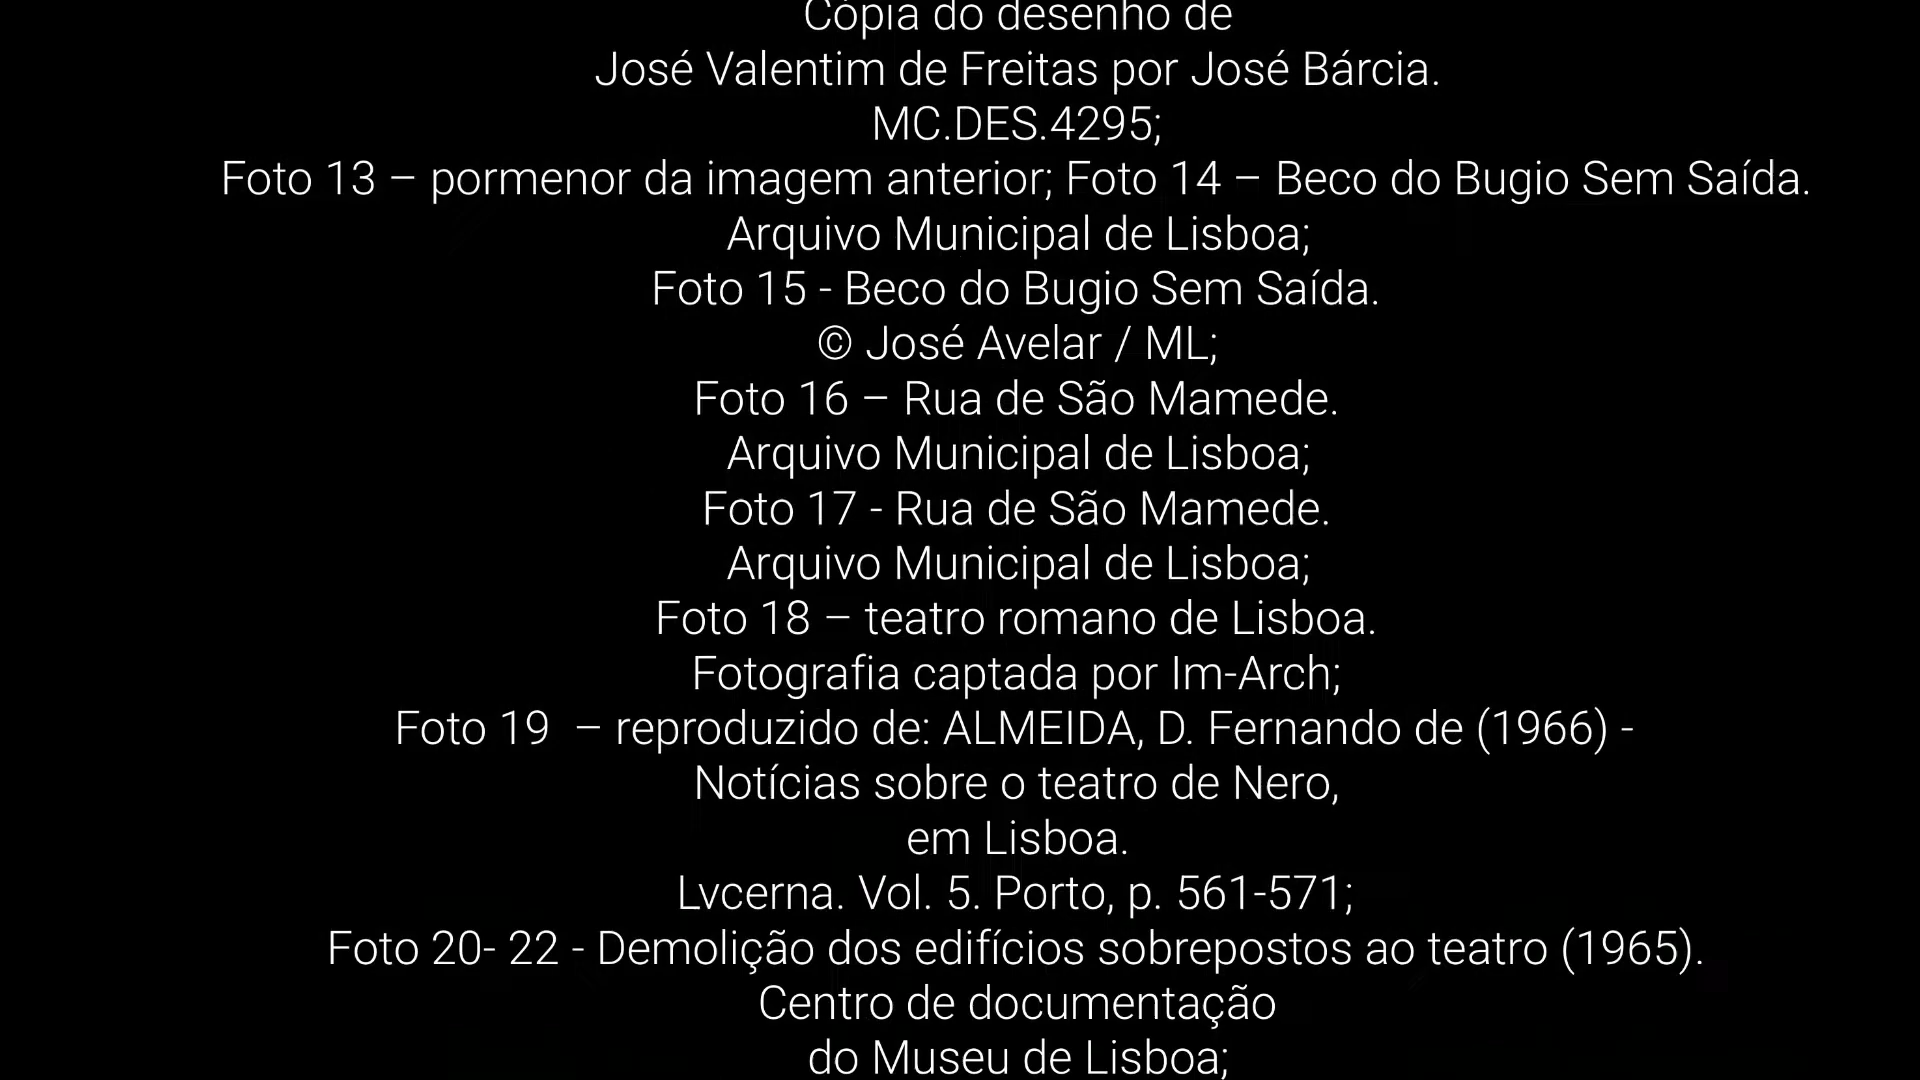 Cópia do desenho de
José Valentim de Freitas por José Bárcia.
MC.DES.4295;
Foto 13 – pormenor da imagem anterior; Foto 14 – Beco do Bugio Sem Saída.
Arquivo Municipal de Lisboa;
Foto 15 - Beco do Bugio Sem Saída.
© José Avelar / ML;
Foto 16 – Rua de São Mamede.
Arquivo Municipal de Lisboa;
Foto 17 - Rua de São Mamede.
Arquivo Municipal de Lisboa;
Foto 18 – teatro romano de Lisboa.
Fotografia captada por Im-Arch;
Foto 19  – reproduzido de: ALMEIDA, D. Fernando de (1966) -
Notícias sobre o teatro de Nero,
em Lisboa.
Lvcerna. Vol. 5. Porto, p. 561-571;
Foto 20- 22 - Demolição dos edifícios sobrepostos ao teatro (1965).
Centro de documentação
do Museu de Lisboa;